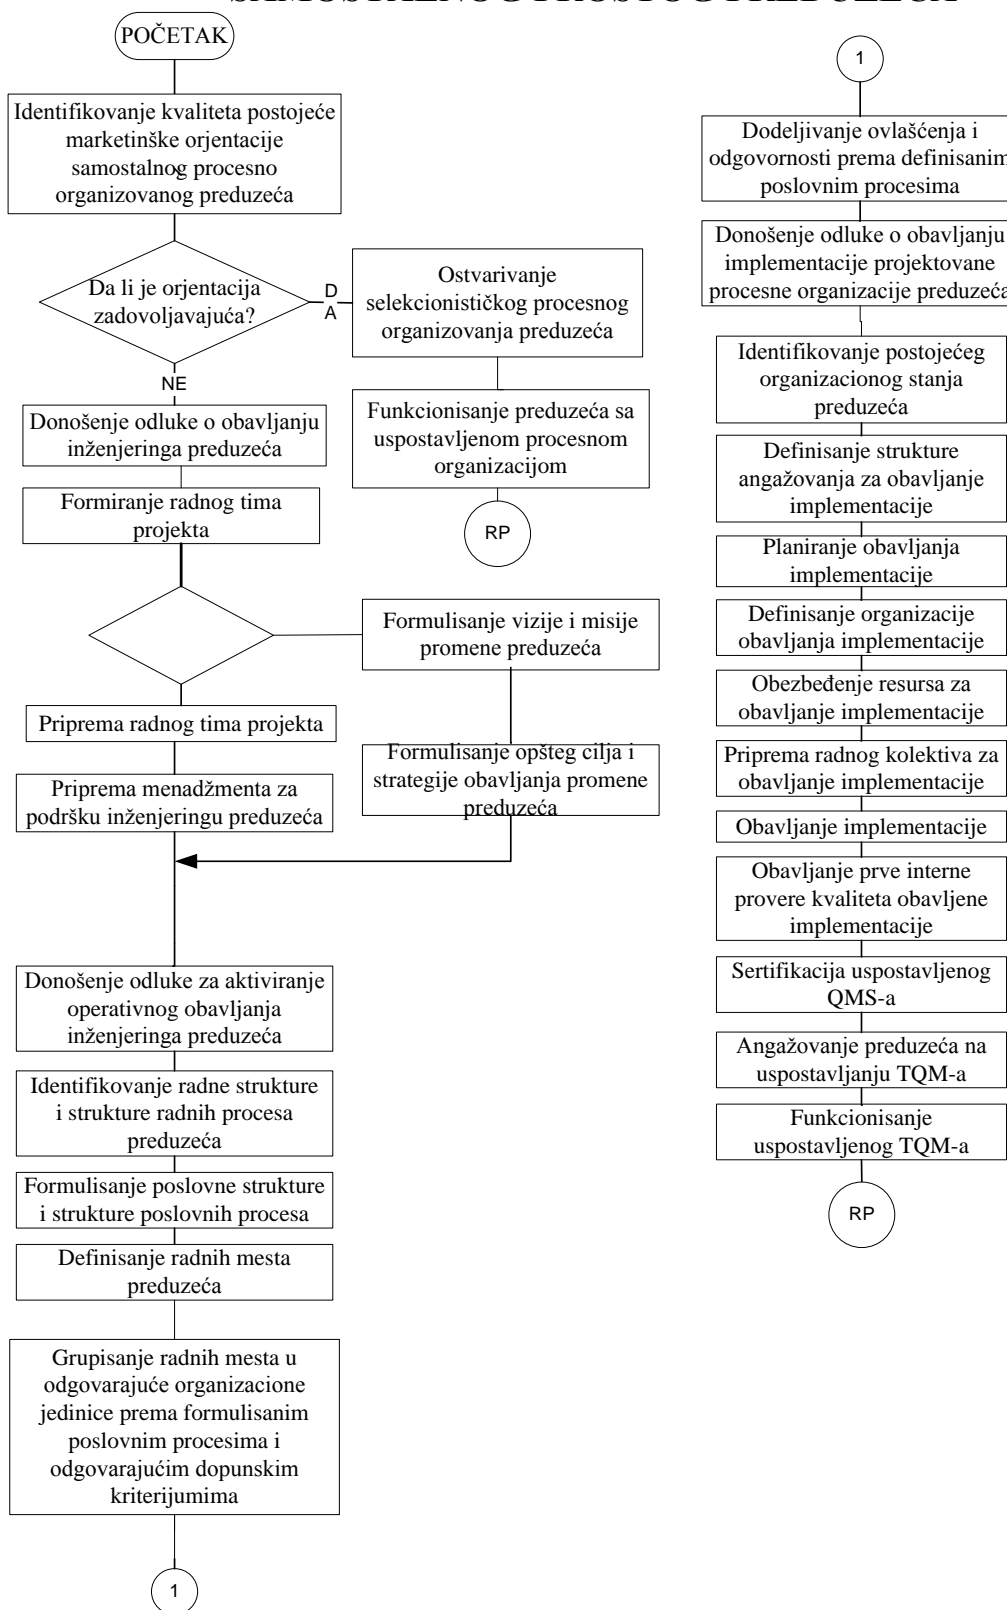 POČETAK
Identifikovanje kvaliteta postojeće
marketinške orjentacije
samostalnog procesno
organizovanog preduzeća
Da li je orjentacija
zadovoljavajuća?
D
A
NE
Ostvarivanje
selekcionističkog procesnog
organizovanja preduzeća
Funkcionisanje preduzeća sa
uspostavljenom procesnom
organizacijom
RP
Donošenje odluke o obavljanju
inženjeringa preduzeća
Formiranje radnog tima
projekta
Formulisanje vizije i misije
promene preduzeća
Priprema radnog tima projekta
Formulisanje opšteg cilja i
strategije obavljanja promene
preduzeća
Priprema menadžmenta za
podršku inženjeringu preduzeća
Donošenje odluke za aktiviranje
operativnog obavljanja
inženjeringa preduzeća
Identifikovanje radne strukture
i strukture radnih procesa
preduzeća
Formulisanje poslovne strukture
i strukture poslovnih procesa
Definisanje radnih mesta
preduzeća
Grupisanje radnih mesta u
odgovarajuće organizacione
jedinice prema formulisanim
poslovnim procesima i
odgovarajućim dopunskim
kriterijumima
1
1
Dodeljivanje ovlašćenja i
odgovornosti prema definisanim
poslovnim procesima
Donošenje odluke o obavljanju
implementacije projektovane
procesne organizacije preduzeća
Identifikovanje postojećeg
organizacionog stanja
preduzeća
Definisanje strukture
angažovanja za obavljanje
implementacije
Planiranje obavljanja
implementacije
Definisanje organizacije
obavljanja implementacije
Obezbeđenje resursa za
obavljanje implementacije
Priprema radnog kolektiva za
obavljanje implementacije
Obavljanje implementacije
Obavljanje prve interne
provere kvaliteta obavljene
implementacije
Sertifikacija uspostavljenog
QMS-a
Angažovanje preduzeća na
uspostavljanju TQM-a
Funkcionisanje
uspostavljenog TQM-a
RP